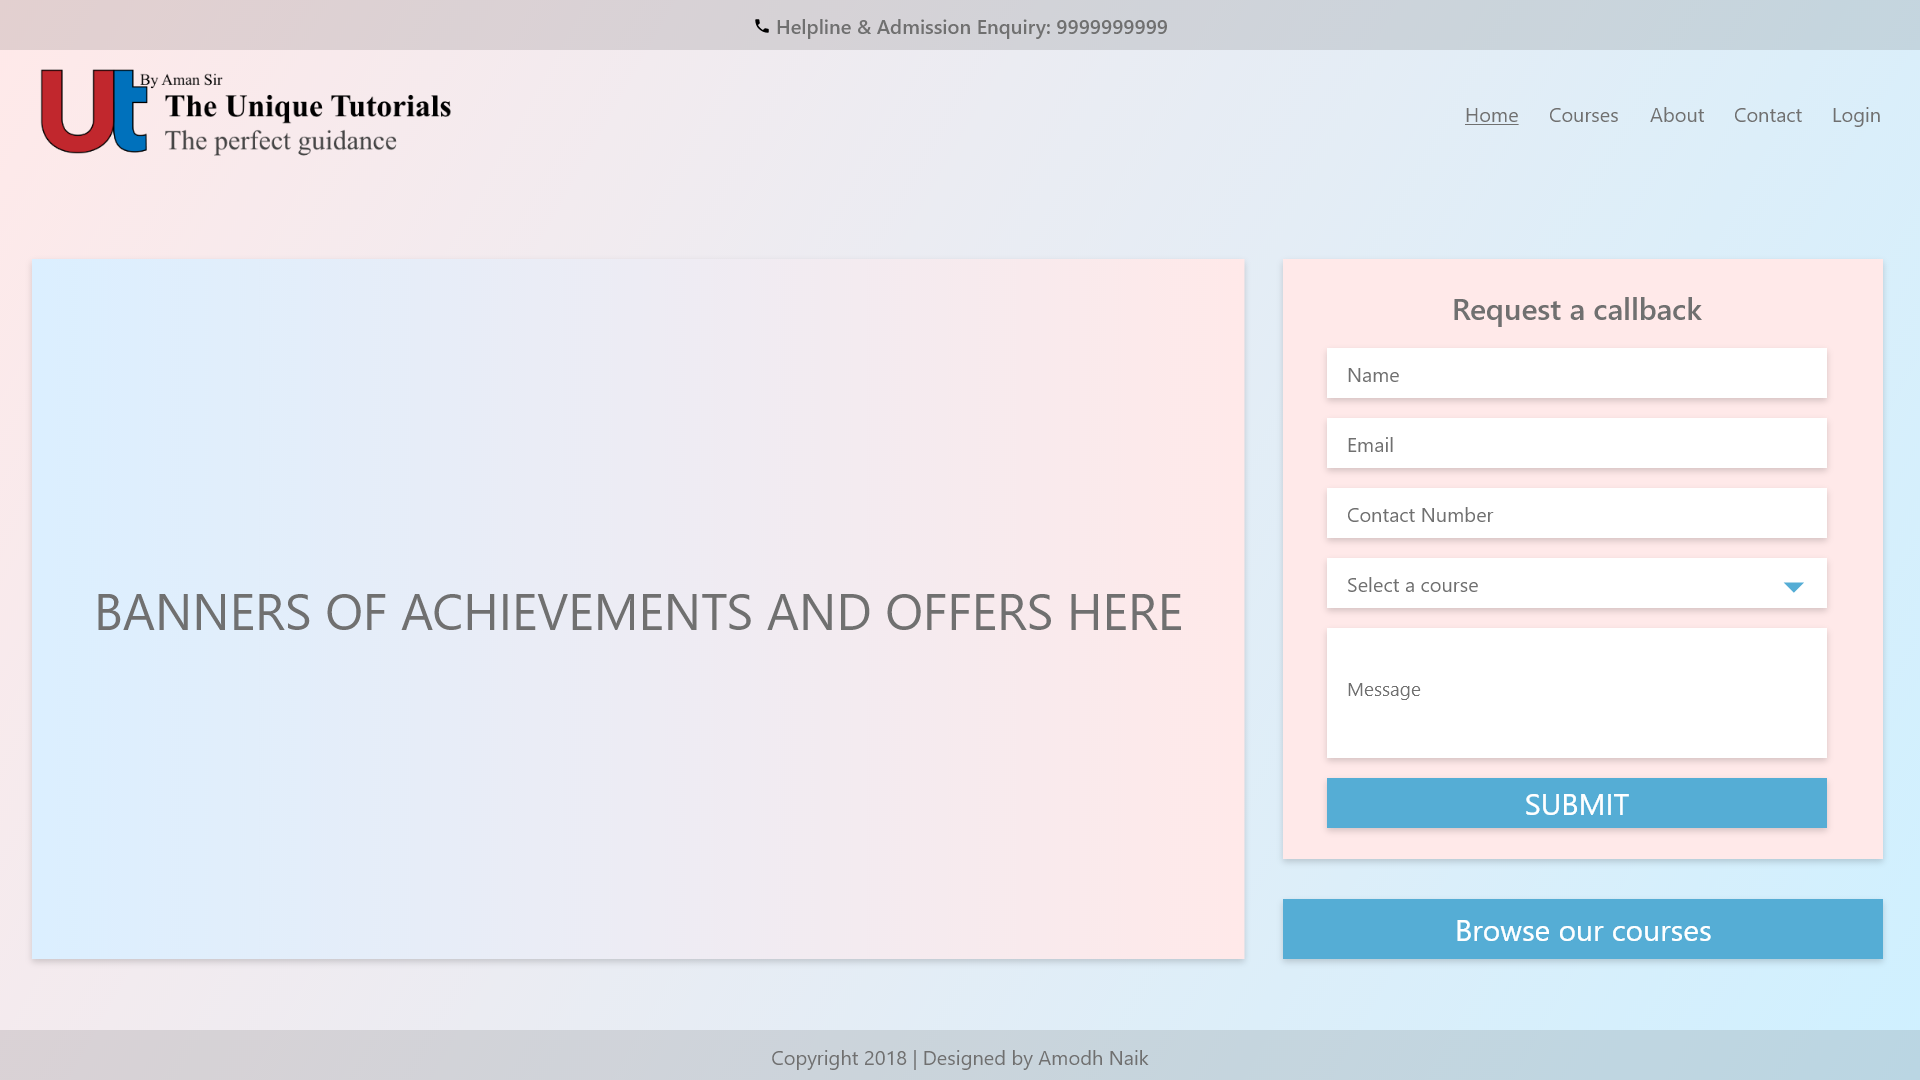 Helpline & Admission Enquiry: 9999999999
Ut By Aman Sir
The Unique Tutorials
The perfect guidance
Home Courses About Contact Login
BANNERS OF ACHIEVEMENTS AND OFFERS HERE
Request a callback
Name
Email
Contact Number
Select a course
Message
SUBMIT
Browse our courses
Copyright 2018 | Designed by Amodh Naik